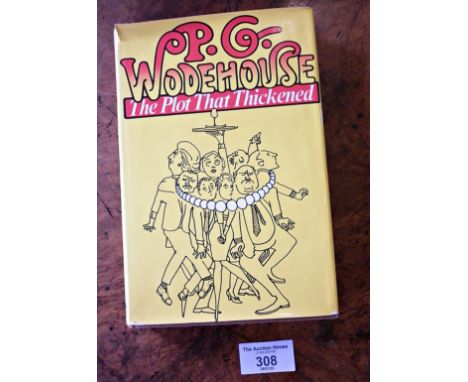 P. G.
WODEHOUSE
The Plot That Thickened
The Auction House
308